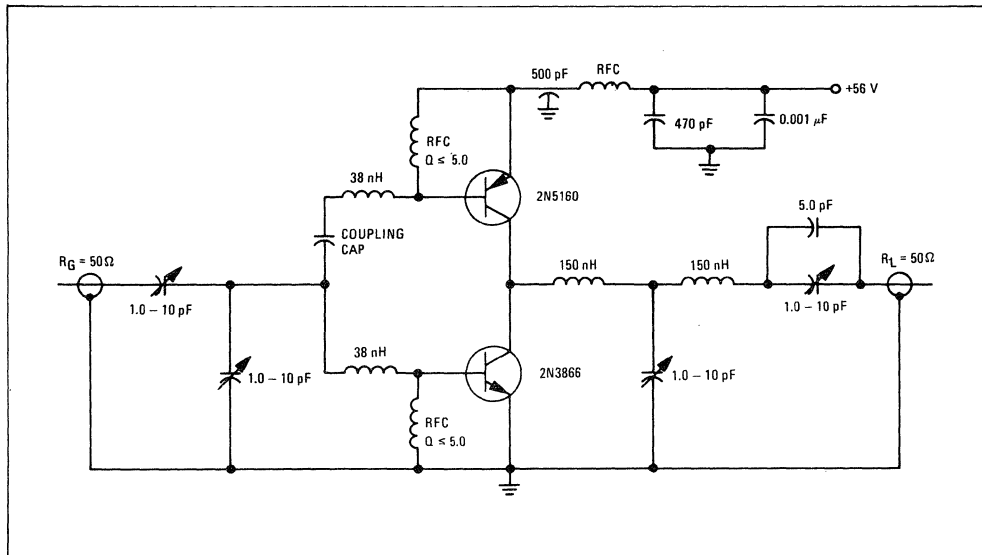 500 pF
RFC
+56 V
470 pF
0.001 μF
RFC
Q ≤ 5.0
38 nH
2N5160
5.0 pF
COUPLING
CAP
RG = 50Ω
150 nH
150 nH
RL = 50Ω
1.0 – 10 pF
1.0 – 10 pF
38 nH
2N3866
1.0 – 10 pF
1.0 – 10 pF
RFC
Q ≤ 5.0